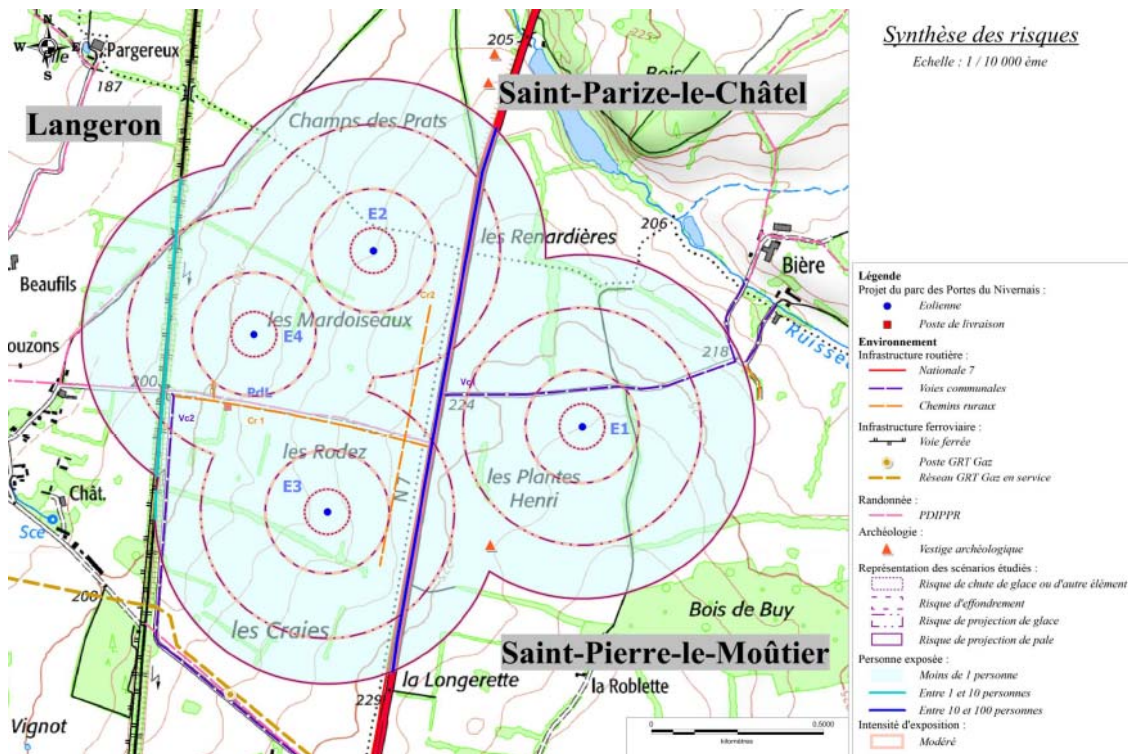 Synthèse des risques
Echelle : 1 / 10 000 ème
N
W E
S
Pargereux
187
205
225
Bois
Saint-Parize-le-Châtel
Langeron
Champs des Prats
E2
les Renardières
206
Bière
Beaufils
Cr2
les Mardoiseaux
E4
Ruisse
ouzons
218
200
PdL
Vc1
224
Vc2
Cr 1
E1
les Rodez
les Plantes
Henri
E3
N 7
Chât.
Sce
200
les Craies
Bois de Buy
Saint-Pierre-le-Moûtier
la Longerette
la Roblette
229
Vignot
0 0,5000
kilomètres
Légende
Projet du parc des Portes du Nivernais :
Eolienne
Poste de livraison
Environnement
Infrastructure routière :
Nationale 7
Voies communales
Chemins ruraux
Infrastructure ferroviaire :
Voie ferrée
Poste GRT Gaz
Réseau GRT Gaz en service
Randonnée :
PDIPPR
Archéologie :
Vestige archéologique
Représentation des scénarios étudiés :
Risque de chute de glace ou d'autre élément
Risque d'effondrement
Risque de projection de glace
Risque de projection de pale
Personne exposée :
Moins de 1 personne
Entre 1 et 10 personnes
Entre 10 et 100 personnes
Intensité d'exposition :
Modéré